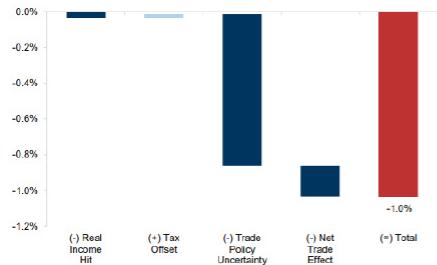 0.0%
-0.2%
-0.4%
-0.6%
-0.8%
-1.0%
-1.2%
-1.0%
(-) Real
Income
Hit
(+) Tax
Offset
(-) Trade
Policy
Uncertainty
(-) Net
Trade
Effect
(=) Total